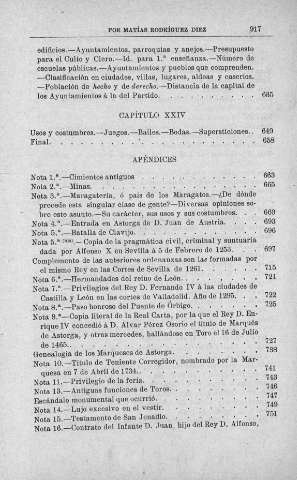 POR MATÍAS RODRÍGUEZ DIEZ 917
edificios.—Ayuntamientos, parroquias y anejos.—Presupuesto
para el Culto y Clero.—Id. para 1.ª enseñanza.—Número de
escuelas públicas.—Ayuntamientos y pueblos que comprenden.
—Clasificación en ciudades, villas, lugares, aldeas y caseríos.
—Población de hecho y de derecho.—Distancia de la capital de
los Ayuntamientos á la del Partido. 635
CAPÍTULO XXIV
Usos y costumbres.—Juegos.—Bailes.—Bodas.—Supersticiones. 649
Final. 658
APÉNDICES
Nota 1.ª.—Cimientos antiguos 663
Nota 2.ª.—Minas. 665
Nota 3.ª—Maragatería, ó país de los Maragatos.—¿De dónde
procede esta singular clase de gente?—Diversas opiniones so-
bre este asunto.—Su carácter, sus usos y sus costumbres. 669
Nota 4.ª.—Entrada en Astorga de D. Juan de Austria. 693
Nota 5.ª.—Batalla de Clavijo. 696
Nota 5.ª —Copia de la pragmática civil, criminal y suntuaria
dada por Alfonso X en Sevilla á 5 de Febrero de 1253. 697
Complemento de las anteriores ordenanzas son las formadas por
el mismo Rey en las Cortes de Sevilla de 1261. 715
Nota 6.ª.—Hermandades del reino de León. 721
Nota 7.ª.—Privilegios del Rey D. Fernando IV á las ciudades de
Castilla y León en las cortes de Valladolid. Año de 1295. 722
Nota 8.ª.—Paso honroso del Puente de Órbigo. 725
Nota 9.ª—Copia literal de la Real Carta, por la que el Rey D. En-
rique IV concedió á D. Alvar Pérez Osorio el título de Marqués
de Astorga, y otras mercedes, hallándose en Toro el 16 de Julio
de 1465. 727
Genealogía de los Marqueses de Astorga. 738
Nota 10.—Título de Teniente Corregidor, nombrado por la Mar-
quesa en 7 de Abril de 1734. 741
Nota 11.—Privilegio de la feria. 743
Nota 13.—Antiguas funciones de Toros. 746
Escándalo monumental que ocurrió. 747
Nota 14.—Lujo excesivo en el vestir. 749
Nota 15.—Testamento de San Jenadio. 751
Nota 16.—Contrato del Infante D. Juan, hijo del Rey D. Alfonso,